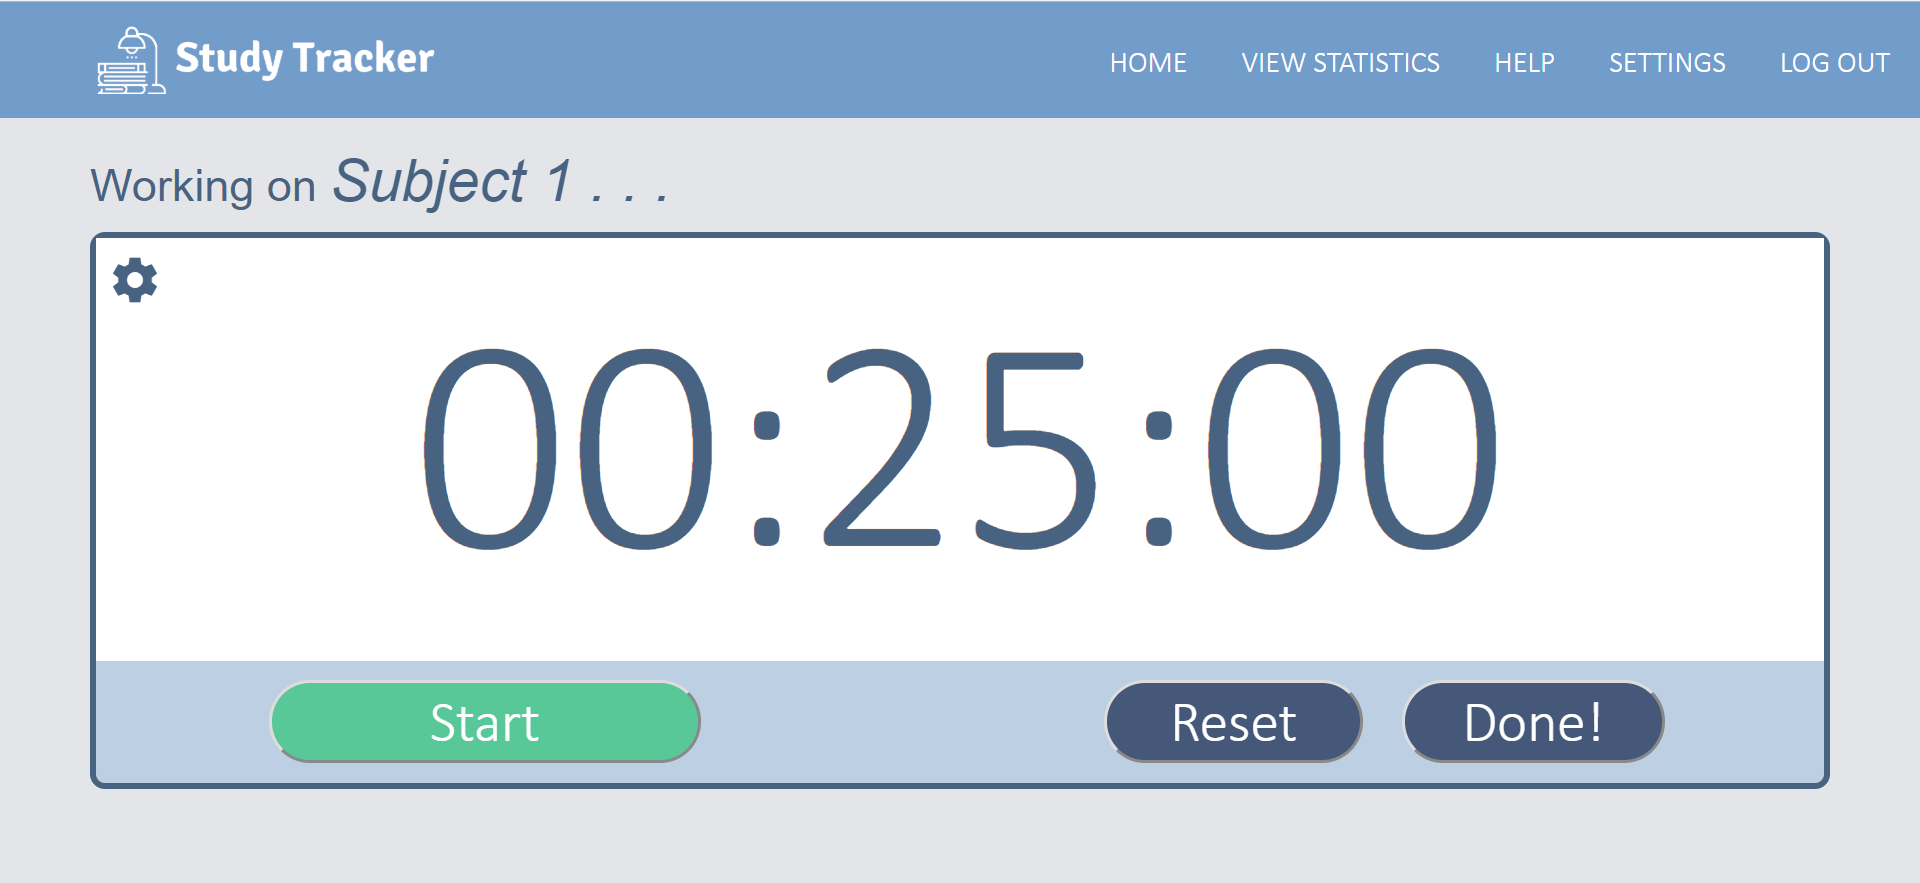 Study Tracker
HOME VIEW STATISTICS HELP SETTINGS LOG OUT
Working on Subject 1 . . .
00:25:00
Start Reset Done!